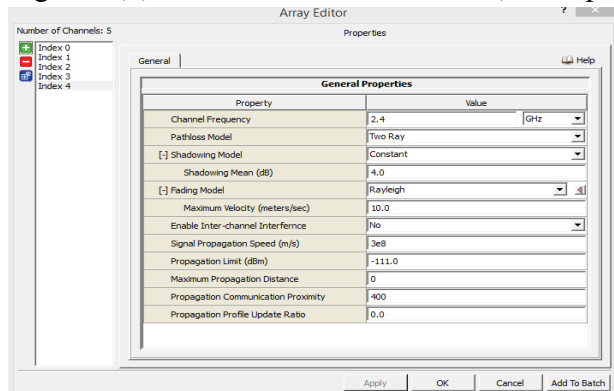 Array Editor ?
Number of Channels: 5
Properties
Index 0
Index 1
Index 2
Index 3
Index 4
General
Help
General Properties
Property Value
Channel Frequency 2.4 GHz
Pathloss Model Two Ray
[-] Shadowing Model Constant
Shadowing Mean (dB) 4.0
[-] Fading Model Rayleigh
Maximum Velocity (meters/sec) 10.0
Enable Inter-channel Interfernce No
Signal Propagation Speed (m/s) 3e8
Propagation Limit (dBm) -111.0
Maximum Propagation Distance 0
Propagation Communication Proximity 400
Propagation Profile Update Ratio 0.0
Apply OK Cancel Add To Batch